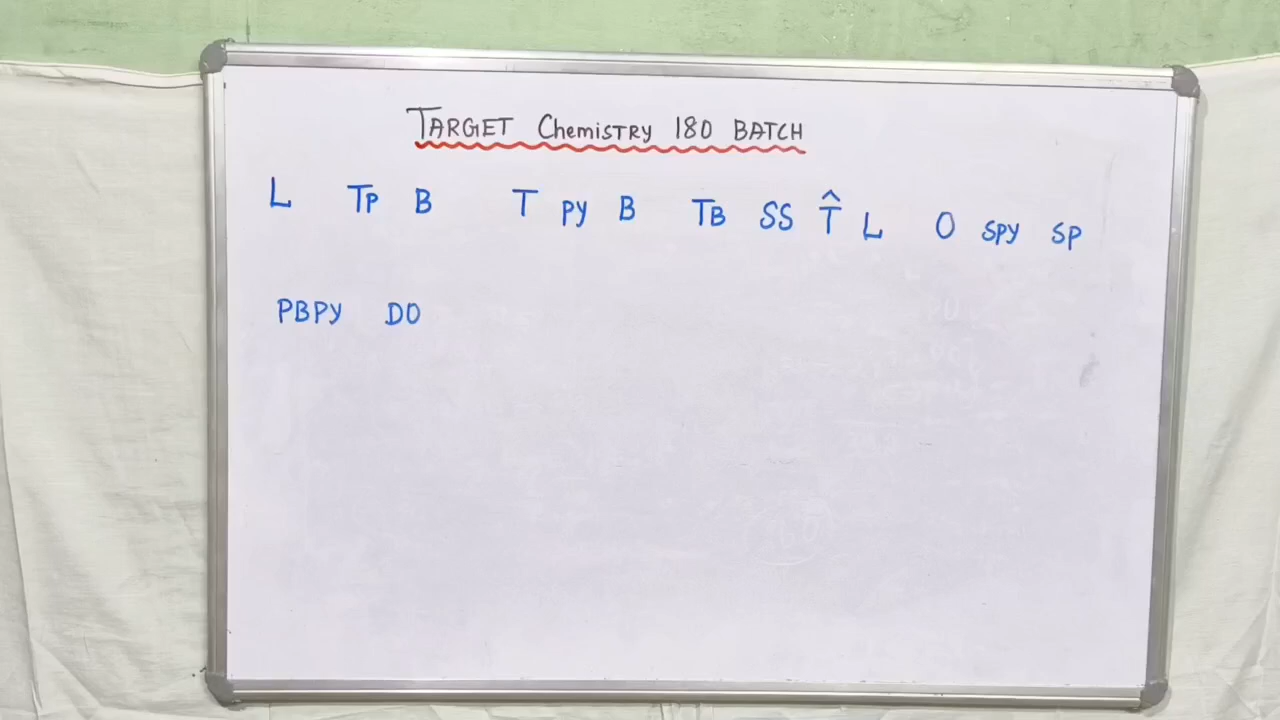 TARGET Chemistry 180 BATCH
L TP B T PY B TB SS T̂ L O SPY SP
PBPY DO